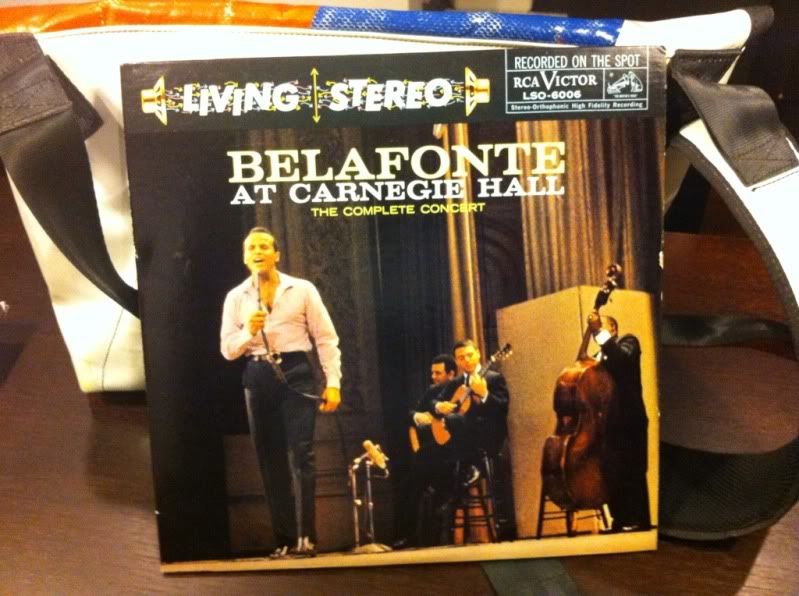 LIVING STEREO
RECORDED ON THE SPOT
RCA VICTOR
LSO-6006
Stereo-Orthophonic High Fidelity Recording
BELAFONTE
AT CARNEGIE HALL
THE COMPLETE CONCERT